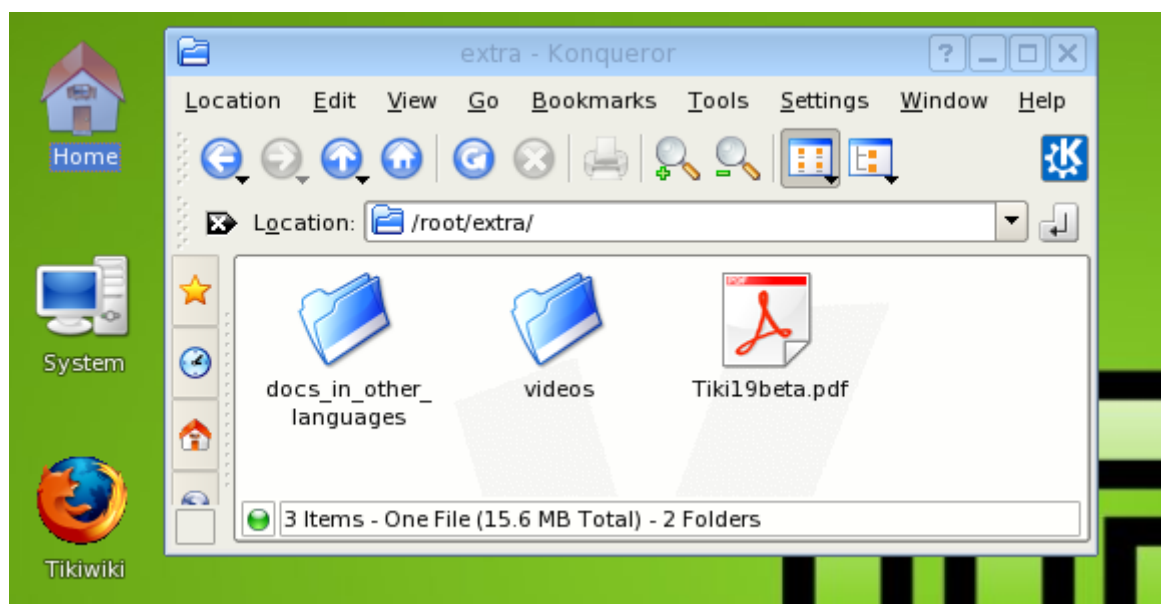 extra - Konqueror
Location Edit View Go Bookmarks Tools Settings Window Help
Location: /root/extra/
docs_in_other_
languages
videos
PDF
Tiki19beta.pdf
3 Items - One File (15.6 MB Total) - 2 Folders
Home
System
Tikiwiki